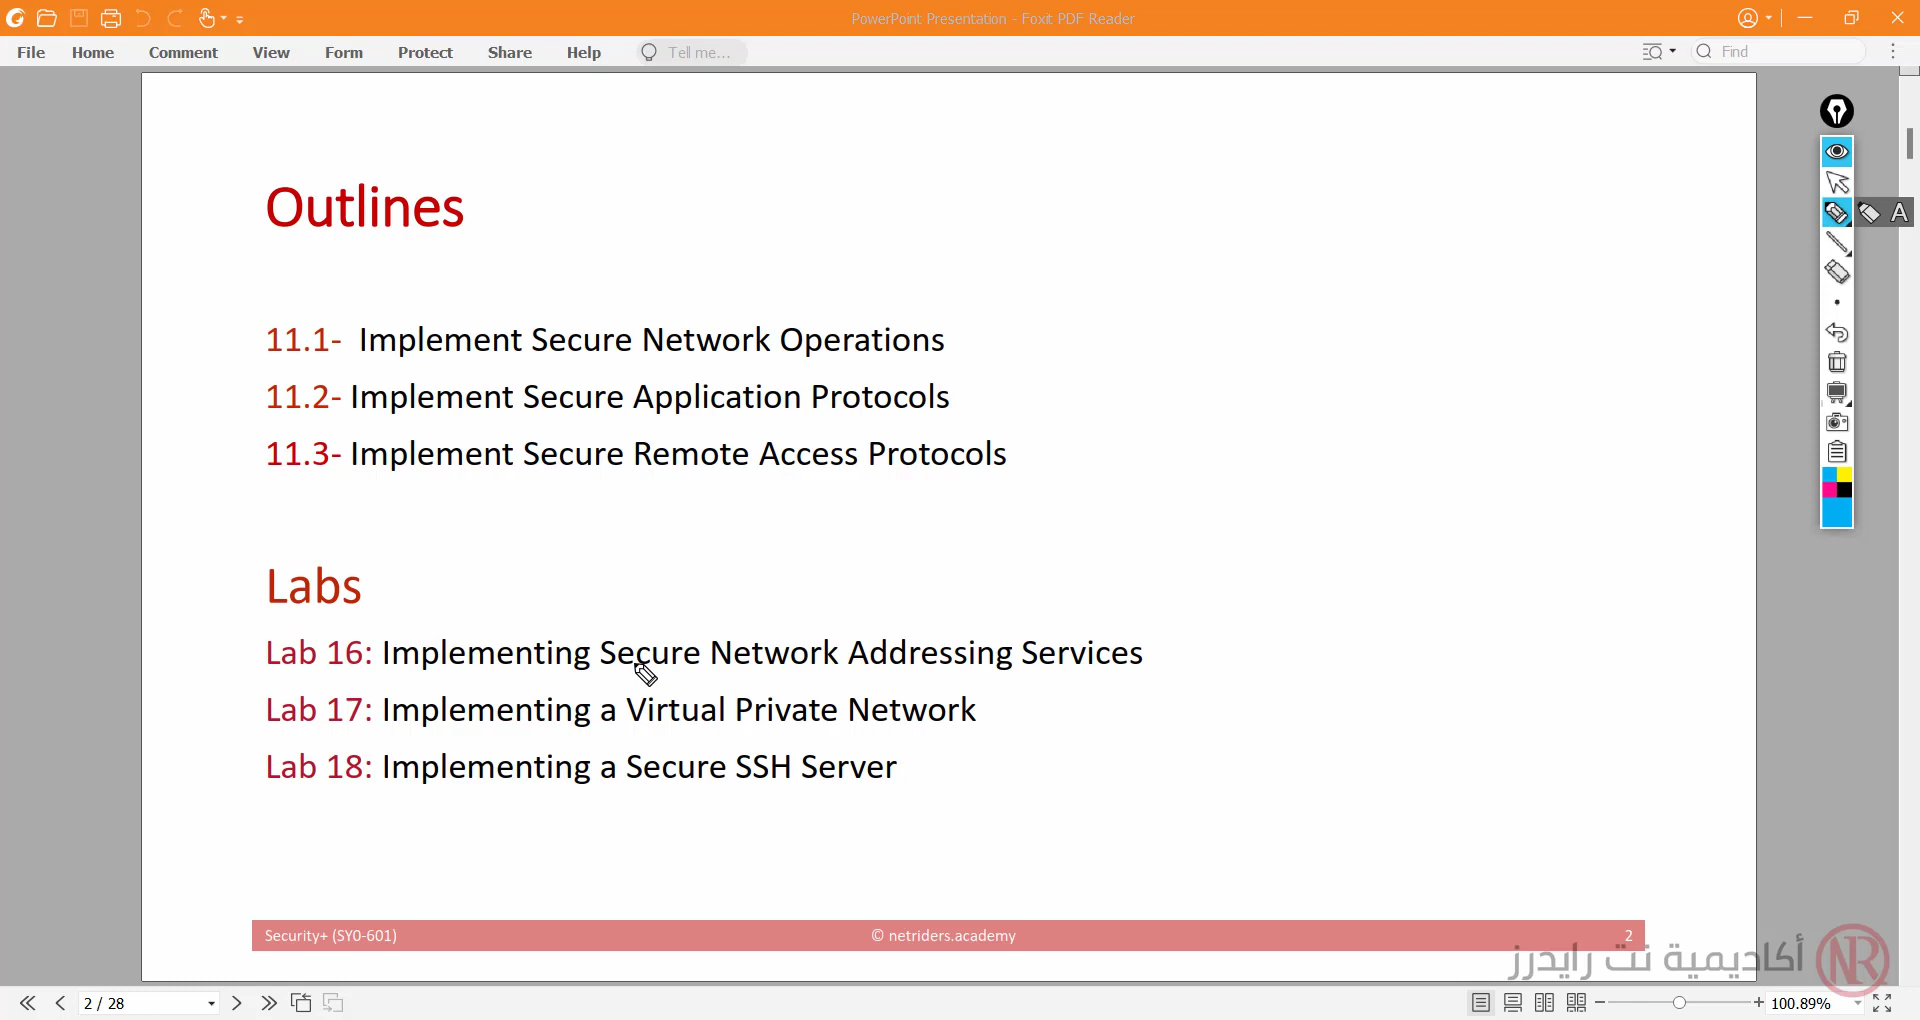 PowerPoint Presentation - Foxit PDF Reader
File Home Comment View Form Protect Share Help Tell me... Find
Outlines
11.1- Implement Secure Network Operations
11.2- Implement Secure Application Protocols
11.3- Implement Secure Remote Access Protocols
Labs
Lab 16: Implementing Secure Network Addressing Services
Lab 17: Implementing a Virtual Private Network
Lab 18: Implementing a Secure SSH Server
Security+ (SY0-601) © netriders.academy 2
أكاديمية نت رايدرز NR
2 / 28 100.89%
A